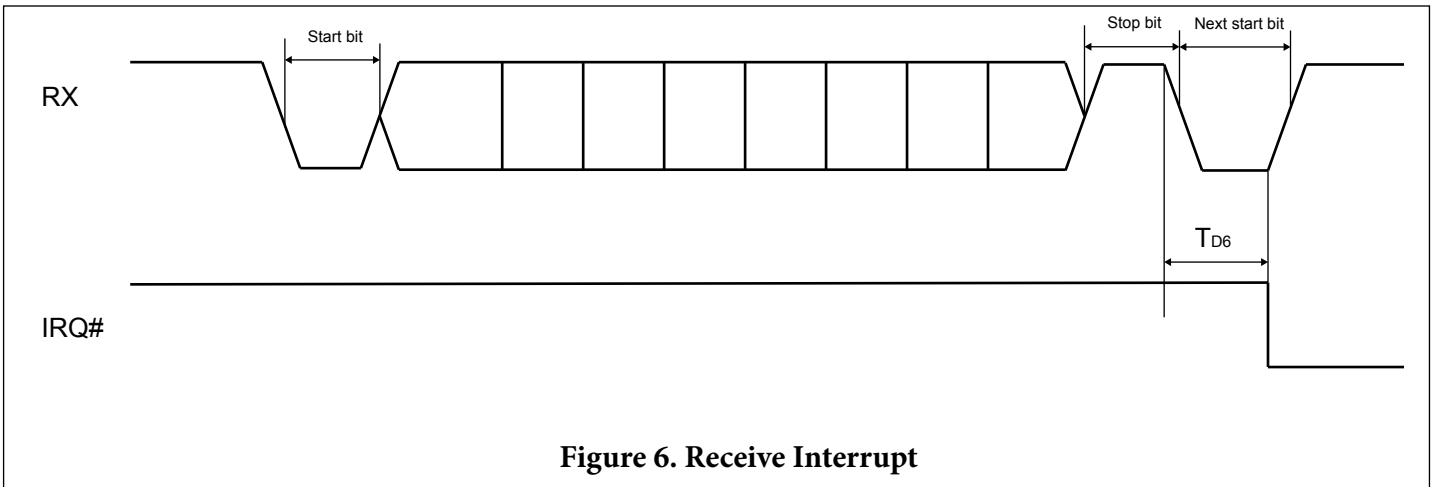 Start bit
Stop bit
Next start bit
RX
TD6
IRQ#
Figure 6. Receive Interrupt